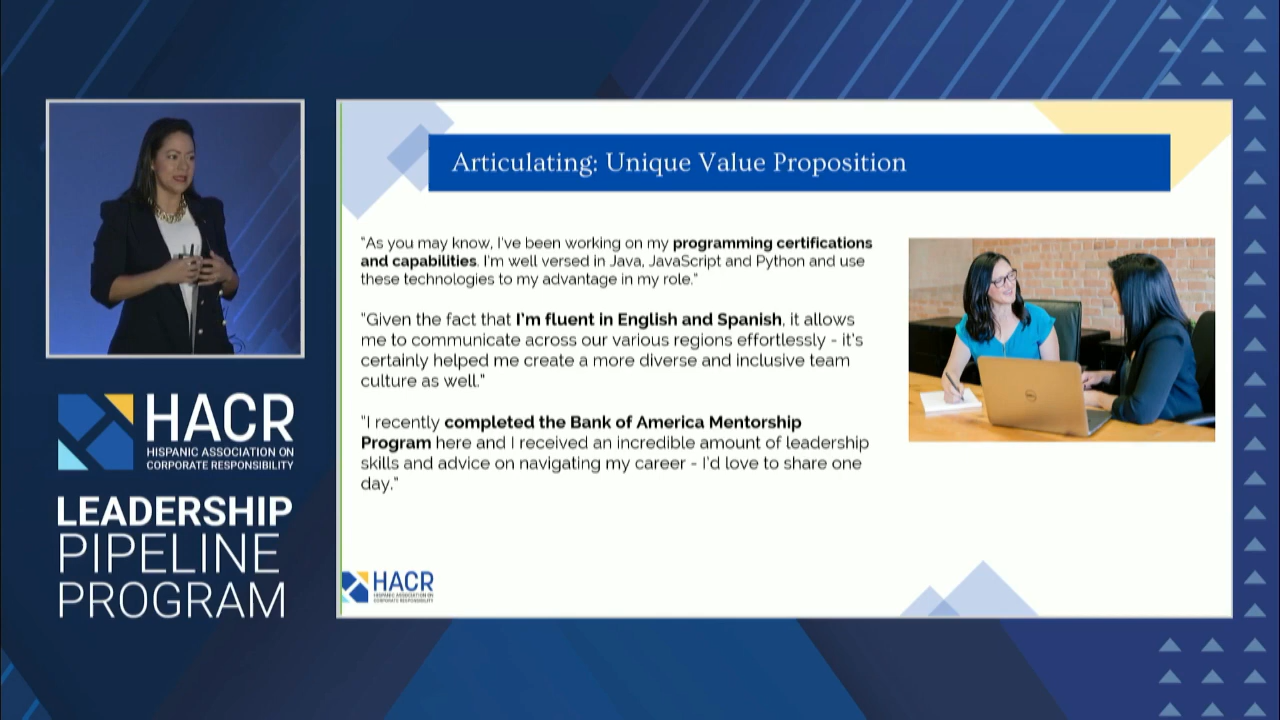 HACR
HISPANIC ASSOCIATION ON
CORPORATE RESPONSIBILITY
LEADERSHIP
PIPELINE
PROGRAM
Articulating: Unique Value Proposition
“As you may know, I’ve been working on my programming certifications
and capabilities. I’m well versed in Java, JavaScript and Python and use
these technologies to my advantage in my role.”
“Given the fact that I’m fluent in English and Spanish, it allows
me to communicate across our various regions effortlessly - it’s
certainly helped me create a more diverse and inclusive team
culture as well.”
“I recently completed the Bank of America Mentorship
Program here and I received an incredible amount of leadership
skills and advice on navigating my career - I’d love to share one
day.”
HACR
HISPANIC ASSOCIATION ON
CORPORATE RESPONSIBILITY